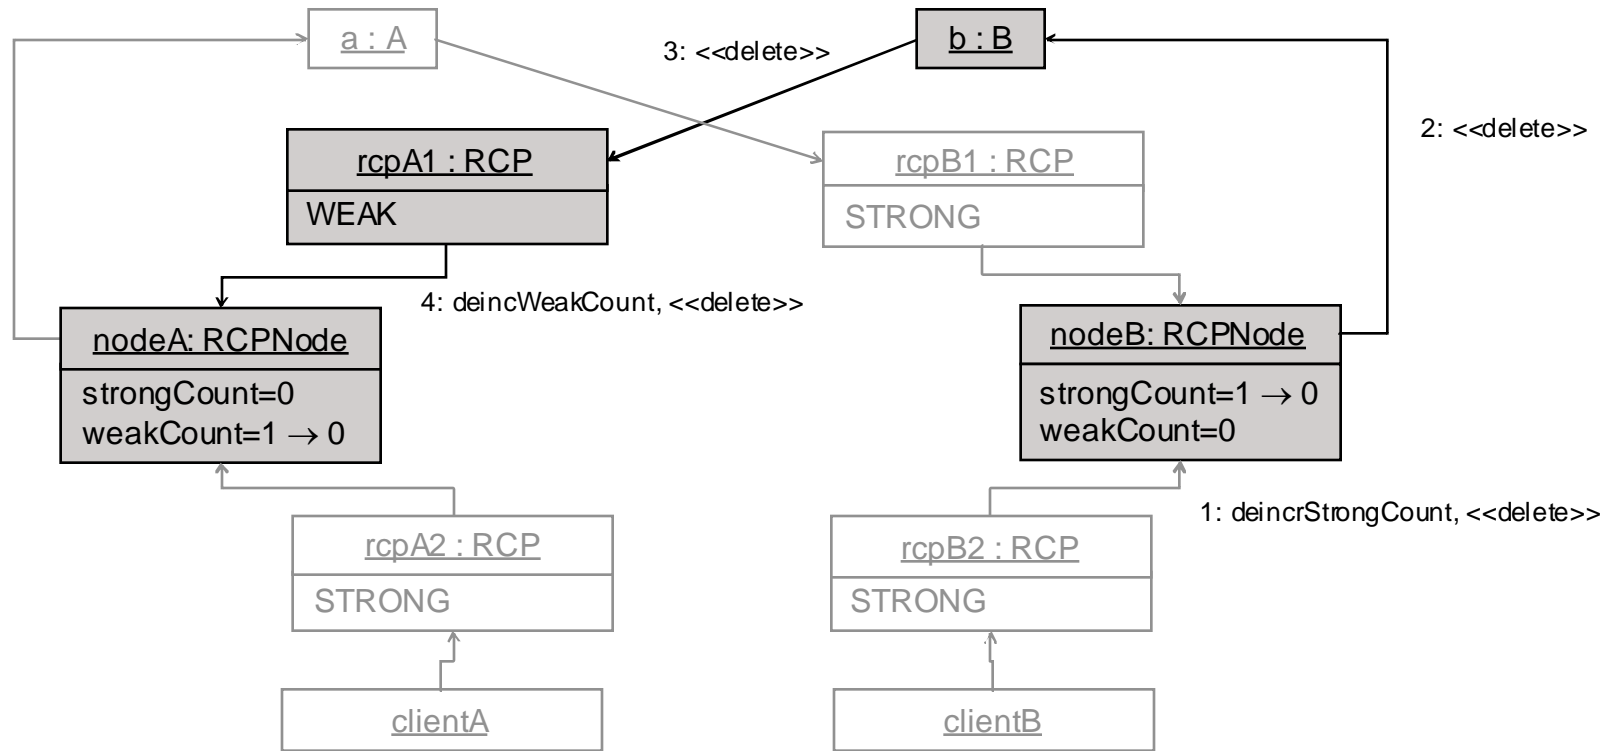 a : A
b : B
3: <<delete>>
2: <<delete>>
rcpA1 : RCP
WEAK
rcpB1 : RCP
STRONG
4: deincWeakCount, <<delete>>
nodeA: RCPNode
strongCount=0
weakCount=1 → 0
nodeB: RCPNode
strongCount=1 → 0
weakCount=0
1: deincrStrongCount, <<delete>>
rcpA2 : RCP
STRONG
rcpB2 : RCP
STRONG
clientA
clientB